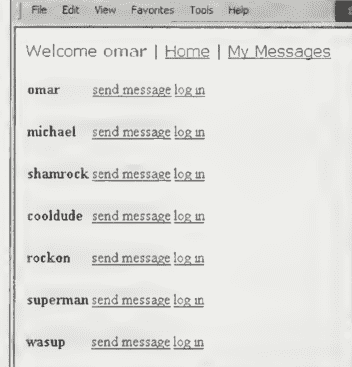 File Edit View Favorites Tools Help
Welcome omar | Home | My Messages
omar send message log in
michael send message log in
shamrock send message log in
cooldude send message log in
rockon send message log in
superman send message log in
wasup send message log in